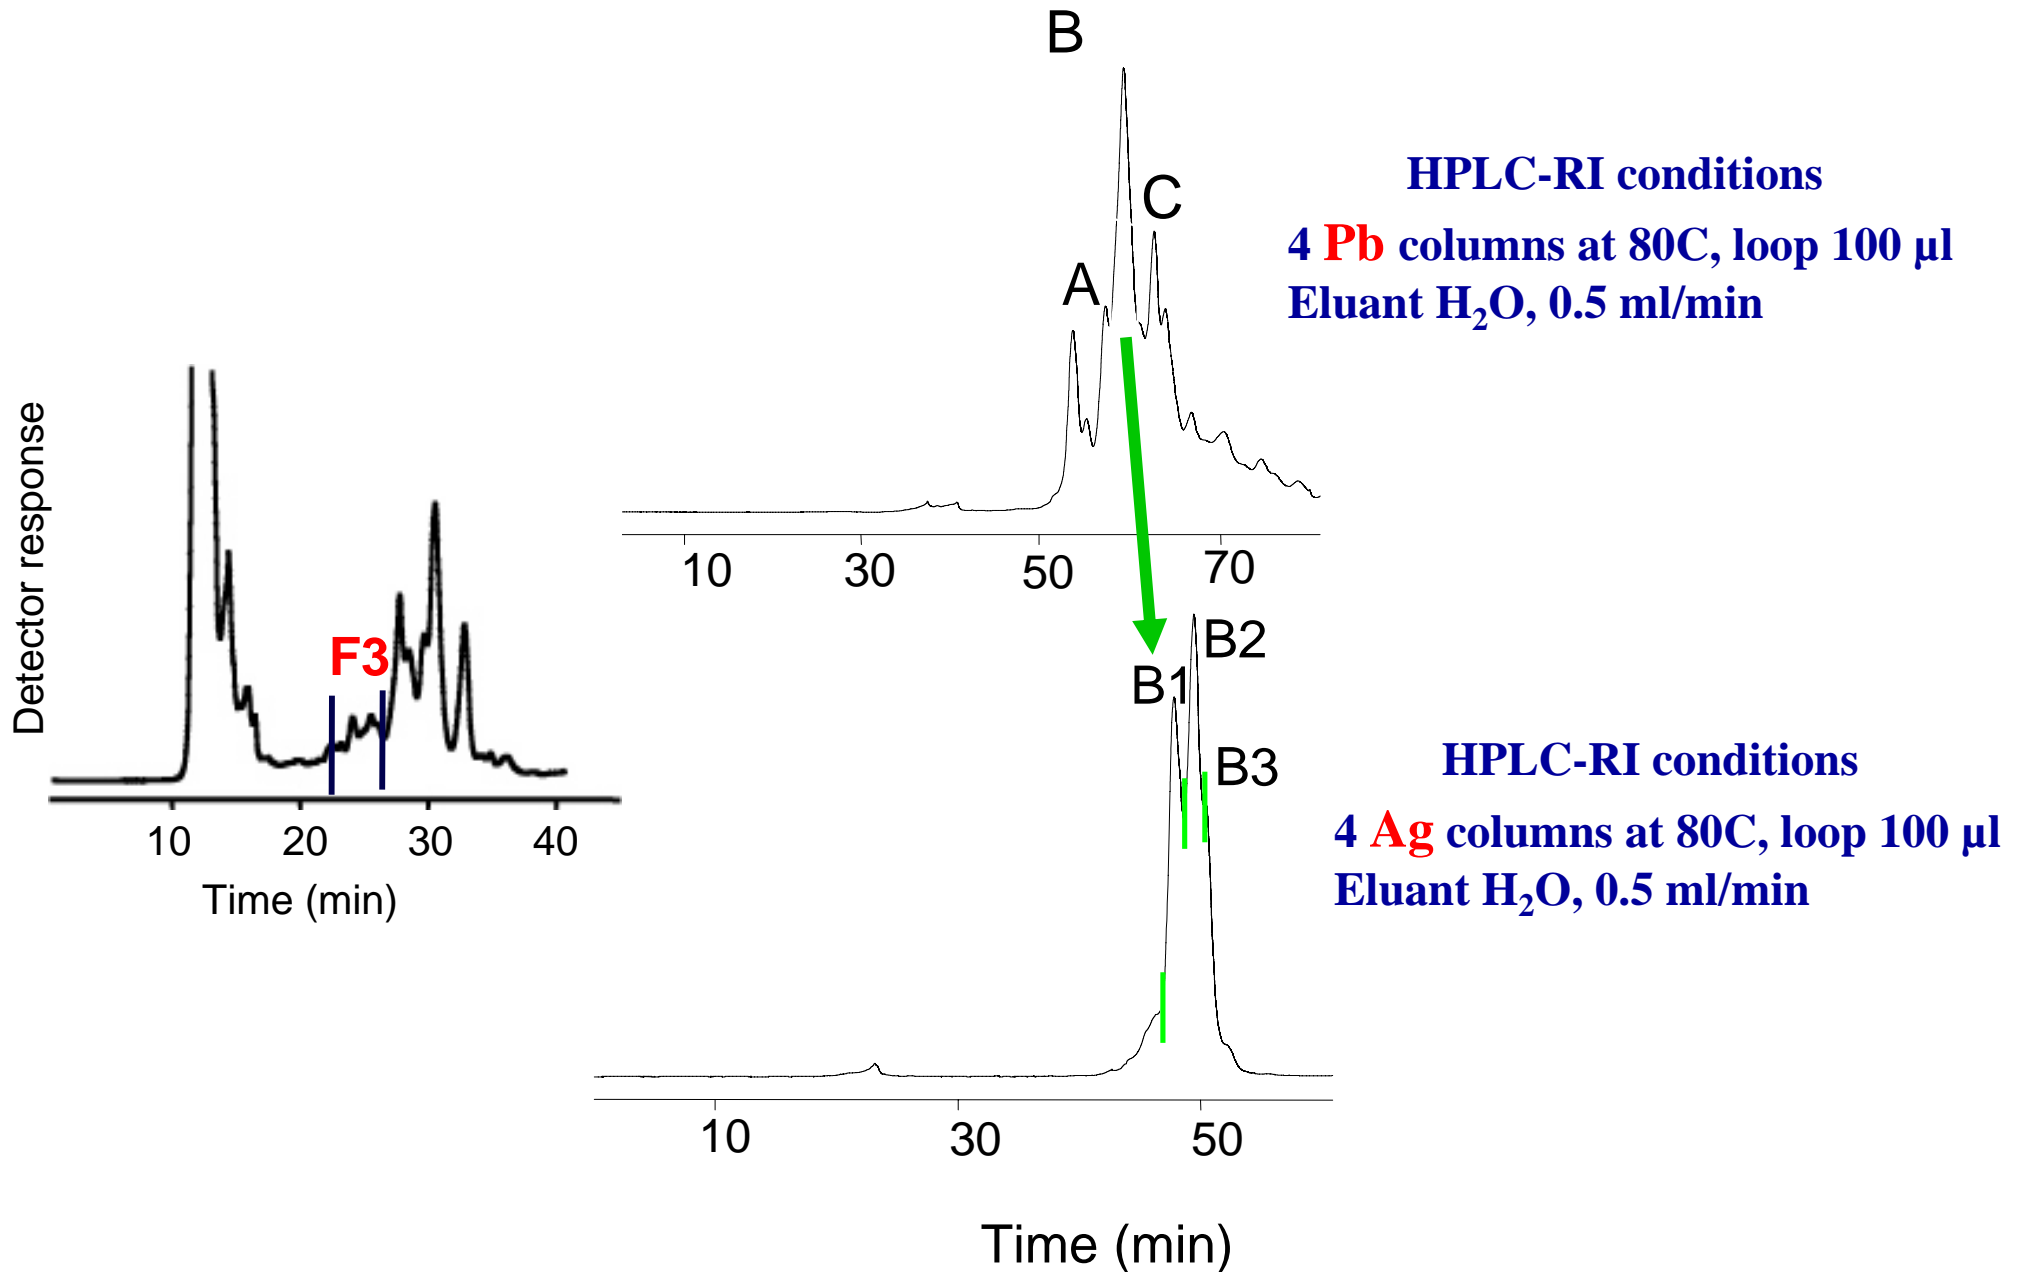 Detector response
F3
10 20 30 40
Time (min)
B
C
A
10 30 50 70
HPLC-RI conditions
4 Pb columns at 80C, loop 100 µl
Eluant H₂O, 0.5 ml/min
B2
B1
B3
10 30 50
Time (min)
HPLC-RI conditions
4 Ag columns at 80C, loop 100 µl
Eluant H₂O, 0.5 ml/min